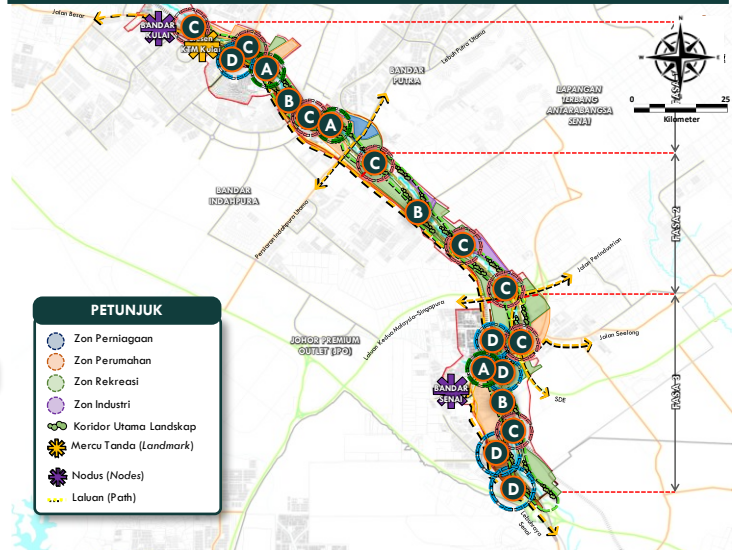 Jalan Besar
BANDAR
KULAI
KTM Kulai
C
C
D
A
B
C
A
Lebuh Putra Utama
BANDAR
PUTRA
LAPANGAN
TERBANG
ANTARABANGSA
SENAI
N
W
E
S
0
25
Kilometer
C
BANDAR
INDAHPURA
Persiaran Indahpura Utama
B
C
FASA 2
Jalan Perindustrian
C
Laluan Kedua Malaysia-Singapura
JOHOR PREMIUM
OUTLET (JPO)
Jalan Seelong
D
C
A
D
BANDAR
SENAI
SDE
B
C
D
D
Lebuhraya
Senai
PETUNJUK
Zon Perniagaan
Zon Perumahan
Zon Rekreasi
Zon Industri
Koridor Utama Landskap
Mercu Tanda (Landmark)
Nodus (Nodes)
Laluan (Path)